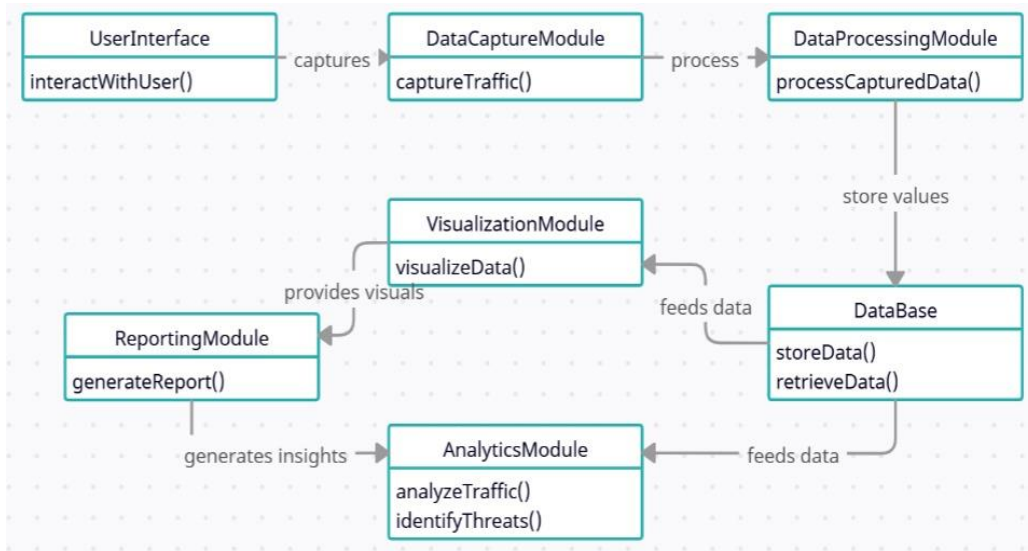 UserInterface
interactWithUser()
captures
DataCaptureModule
captureTraffic()
process
DataProcessingModule
processCapturedData()
store values
VisualizationModule
visualizeData()
provides visuals
feeds data
DataBase
storeData()
retrieveData()
ReportingModule
generateReport()
generates insights
AnalyticsModule
analyzeTraffic()
identifyThreats()
feeds data